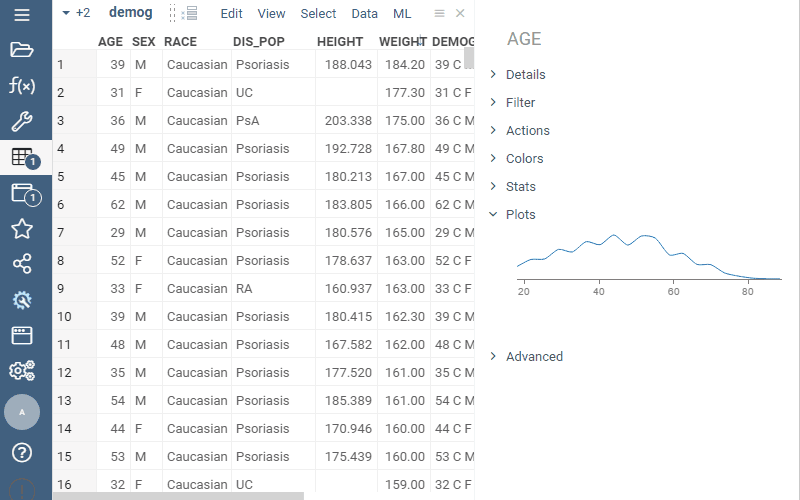 +2 demog Edit View Select Data ML
AGE SEX RACE DIS_POP HEIGHT WEIGHT DEMOG
1 39 M Caucasian Psoriasis 188.043 184.20 39 C
2 31 F Caucasian UC 177.30 31 C F
3 36 M Caucasian PsA 203.338 175.00 36 C M
4 49 M Caucasian Psoriasis 192.728 167.80 49 C M
5 45 M Caucasian Psoriasis 180.213 167.00 45 C M
6 62 M Caucasian Psoriasis 183.805 166.00 62 C M
7 29 M Caucasian Psoriasis 180.576 165.00 29 C M
8 52 F Caucasian Psoriasis 178.637 163.00 52 C F
9 33 F Caucasian RA 160.937 163.00 33 C F
10 39 M Caucasian Psoriasis 180.415 162.30 39 C M
11 48 M Caucasian Psoriasis 167.582 162.00 48 C M
12 35 M Caucasian Psoriasis 177.520 161.00 35 C M
13 54 M Caucasian Psoriasis 185.389 161.00 54 C M
14 44 F Caucasian Psoriasis 170.946 160.00 44 C F
15 53 M Caucasian Psoriasis 175.439 160.00 53 C M
16 32 F Caucasian UC 159.00 32 C F
f(x)
1
1
A
?
AGE
Details
Filter
Actions
Colors
Stats
Plots
20 40 60 80
Advanced